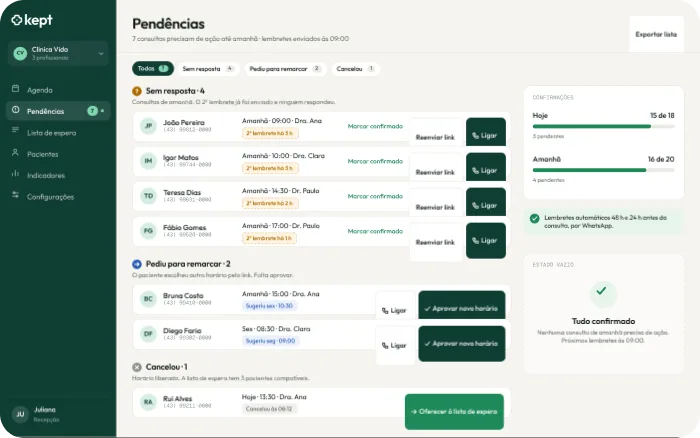 kept
CV
Clínica Vida
3 profissionais
Agenda
Pendências
7
Lista de espera
Pacientes
Indicadores
Configurações
JU
Juliana
Recepção
Pendências
7 consultas precisam de ação até amanhã · lembretes enviados às 09:00
Exportar lista
Todas 7
Sem resposta 4
Pediu para remarcar 2
Cancelou 1
? Sem resposta · 4
Consultas de amanhã. O 2º lembrete já foi enviado e ninguém respondeu.
JP
João Pereira
(43) 99812-0000
Amanhã · 09:00 · Dra. Ana
2º lembrete há 3 h
Marcar confirmado
Reenviar link
Ligar
IM
Igor Matos
(43) 99744-0000
Amanhã · 10:00 · Dra. Clara
2º lembrete há 3 h
Marcar confirmado
Reenviar link
Ligar
TD
Teresa Dias
(43) 99631-0000
Amanhã · 14:30 · Dr. Paulo
2º lembrete há 2 h
Marcar confirmado
Reenviar link
Ligar
FG
Fábio Gomes
(43) 99520-0000
Amanhã · 17:00 · Dr. Paulo
2º lembrete há 1 h
Marcar confirmado
Reenviar link
Ligar
Pediu para remarcar · 2
O paciente escolheu outro horário pelo link. Falta aprovar.
BC
Bruna Costa
(43) 99410-0000
Amanhã · 15:00 · Dra. Ana
Sugeriu sex · 10:30
Ligar
Aprovar novo horário
DF
Diego Faria
(43) 99302-0000
Sex · 08:30 · Dra. Clara
Sugeriu seg · 09:00
Ligar
Aprovar novo horário
Cancelou · 1
Horário liberado. A lista de espera tem 3 pacientes compatíveis.
RA
Rui Alves
(43) 99211-0000
Hoje · 13:30 · Dra. Ana
Cancelou às 08:12
Oferecer à lista de espera
CONFIRMAÇÕES
Hoje 15 de 18
3 pendentes
Amanhã 16 de 20
4 pendentes
Lembretes automáticos 48 h e 24 h antes da
consulta, por WhatsApp.
ESTADO VAZIO
Tudo confirmado
Nenhuma consulta de amanhã precisa de ação.
Próximos lembretes às 09:00.